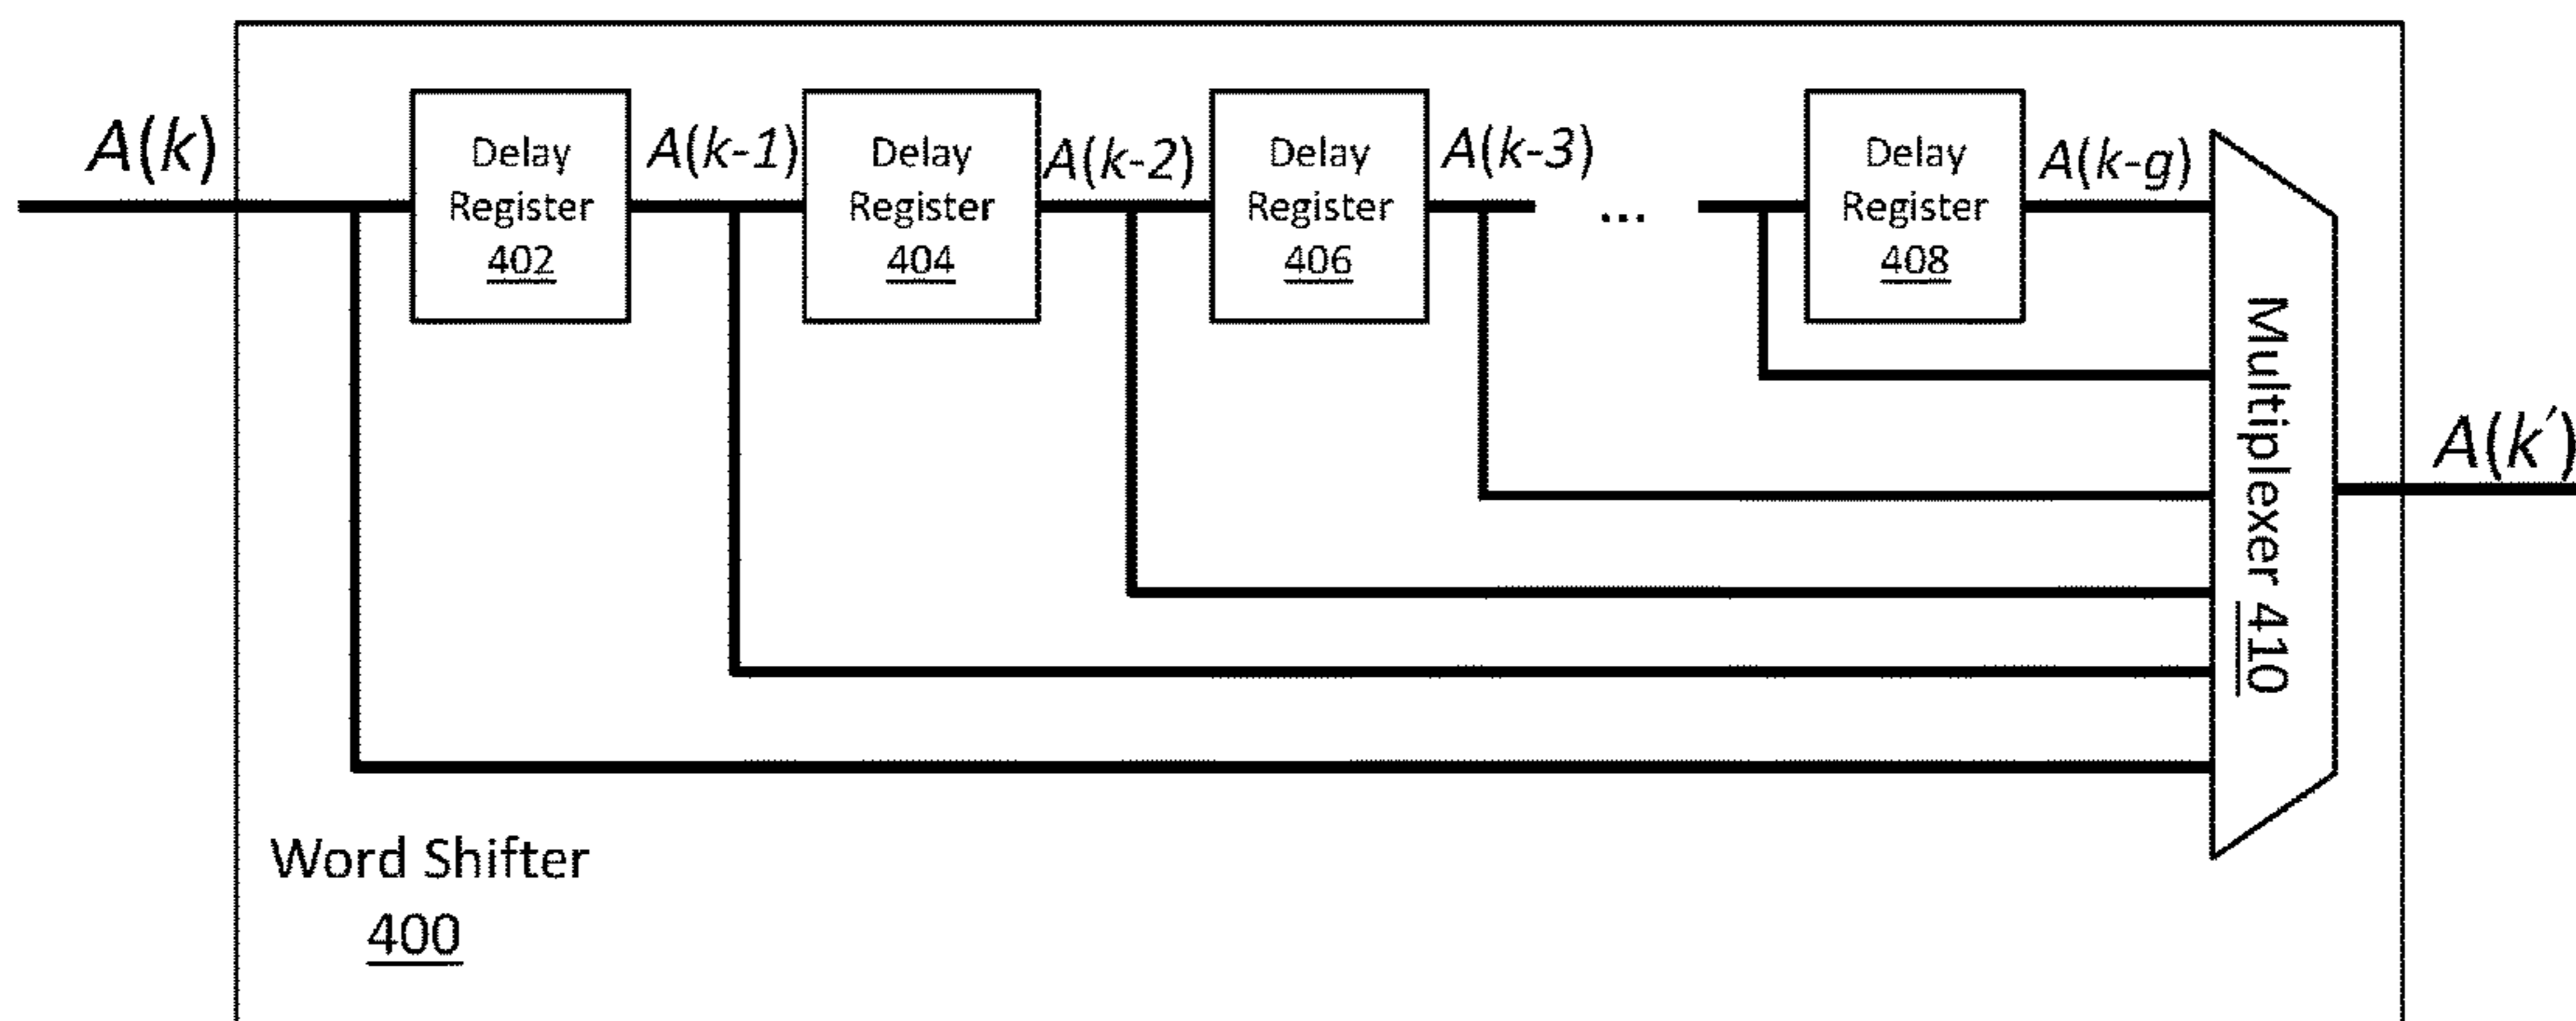 A(k)
Delay
Register
402
A(k-1)
Delay
Register
404
A(k-2)
Delay
Register
406
A(k-3)
...
Delay
Register
408
A(k-g)
Multiplexer 410
A(k′)
Word Shifter
400